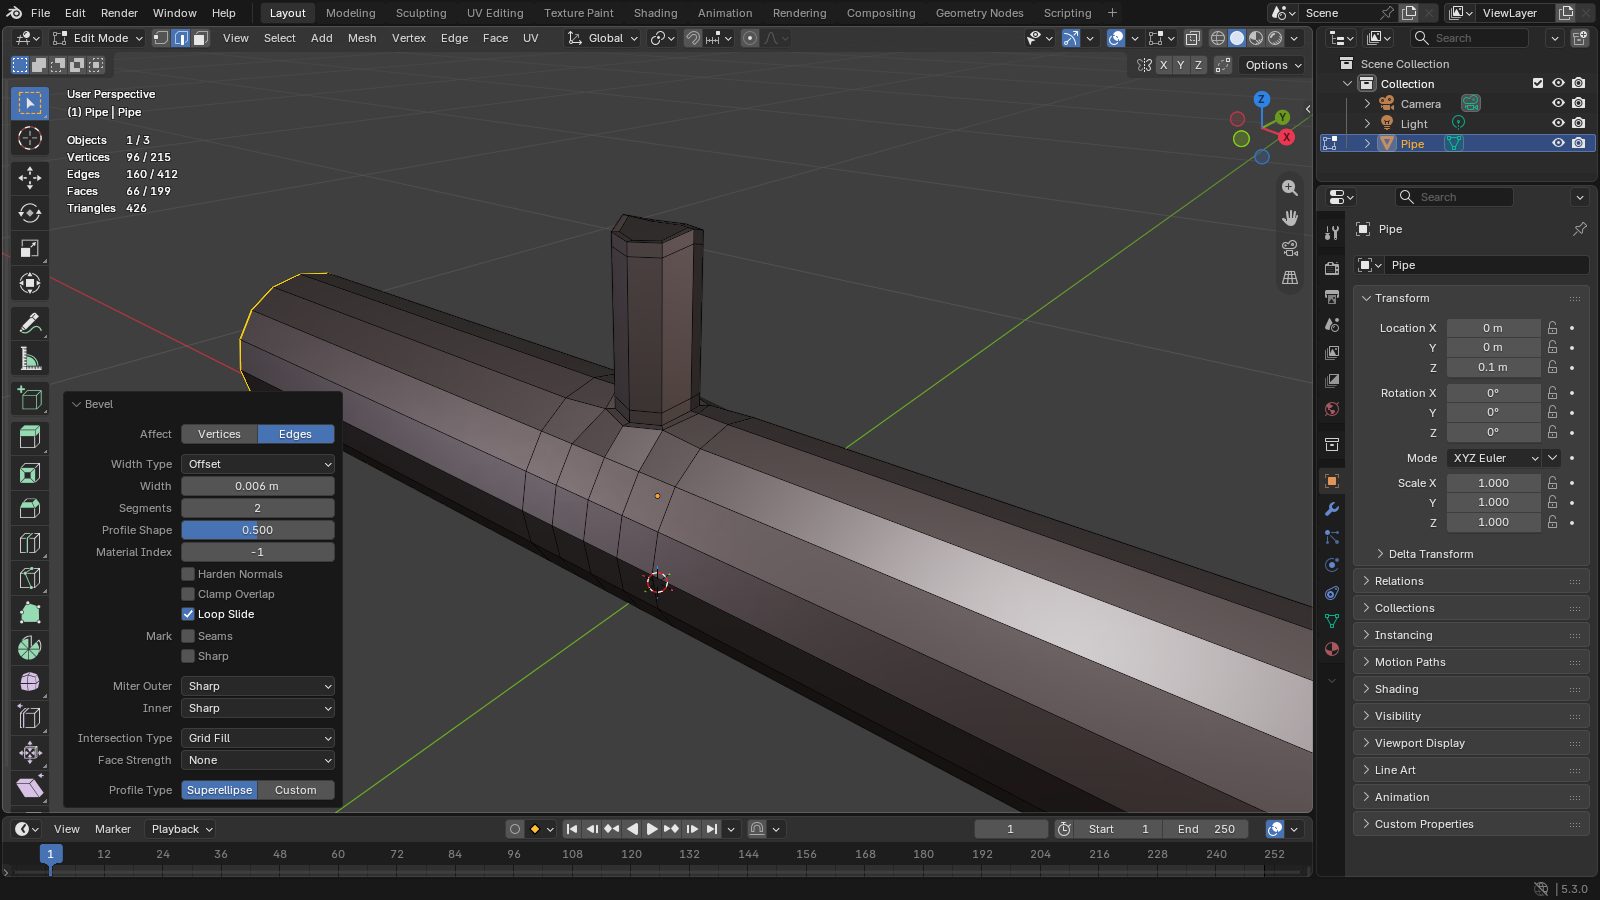 File Edit Render Window Help Layout Modeling Sculpting UV Editing Texture Paint Shading Animation Rendering Compositing Geometry Nodes Scripting + Scene ViewLayer
Edit Mode View Select Add Mesh Vertex Edge Face UV Global Search
X Y Z Options
User Perspective
(1) Pipe | Pipe
Objects 1 / 3
Vertices 96 / 215
Edges 160 / 412
Faces 66 / 199
Triangles 426
Z
Y
X
Bevel
Affect Vertices Edges
Width Type Offset
Width 0.006 m
Segments 2
Profile Shape 0.500
Material Index -1
Harden Normals
Clamp Overlap
Loop Slide
Mark Seams
Sharp
Miter Outer Sharp
Inner Sharp
Intersection Type Grid Fill
Face Strength None
Profile Type Superellipse Custom
Scene Collection
Collection
Camera
Light
Pipe
Search
Pipe
Pipe
Transform
Location X 0 m
Y 0 m
Z 0.1 m
Rotation X 0°
Y 0°
Z 0°
Mode XYZ Euler
Scale X 1.000
Y 1.000
Z 1.000
Delta Transform
Relations
Collections
Instancing
Motion Paths
Shading
Visibility
Viewport Display
Line Art
Animation
Custom Properties
View Marker Playback 1 Start 1 End 250
1 12 24 36 48 60 72 84 96 108 120 132 144 156 168 180 192 204 216 228 240 252
5.3.0